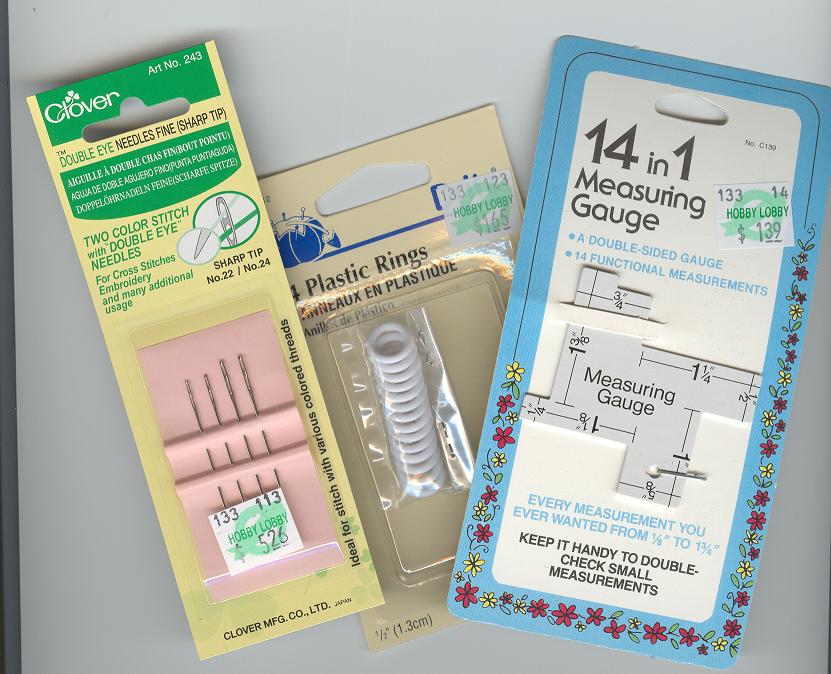 Art No. 243
Clover
™ DOUBLE EYE NEEDLES FINE (SHARP TIP)
AIGUILLE À DOUBLE CHAS FIN(BOUT POINTU)
AGUJA DE DOBLE AGUJERO FINO(PUNTA PUNTIAGUDA)
DOPPELÖHRNADELN FEINE(SCHARFE SPITZE)
TWO COLOR STITCH
with "DOUBLE EYE"
NEEDLES
For Cross Stitches
Embroidery
and many additional
usage
SHARP TIP
No.22 / No.24
Ideal for stitch with various colored threads
133 113
HOBBY LOBBY
$ 526
CLOVER MFG. CO., LTD. JAPAN
133 123
HOBBY LOBBY
$165
4 Plastic Rings
NNEAUX EN PLASTIQUE
Anillos de Plástico
1/2" (1.3cm)
No. C139
14 in 1
Measuring
Gauge
133 14
HOBBY LOBBY
$ 139
• A DOUBLE-SIDED GAUGE
• 14 FUNCTIONAL MEASUREMENTS
3/4"
1 3/8"
1 1/4"
Measuring
Gauge
1/4"
1 1/8"
1"
5/8"
EVERY MEASUREMENT YOU
EVER WANTED FROM 1/8" TO 1 3/4"
KEEP IT HANDY TO DOUBLE-
CHECK SMALL
MEASUREMENTS